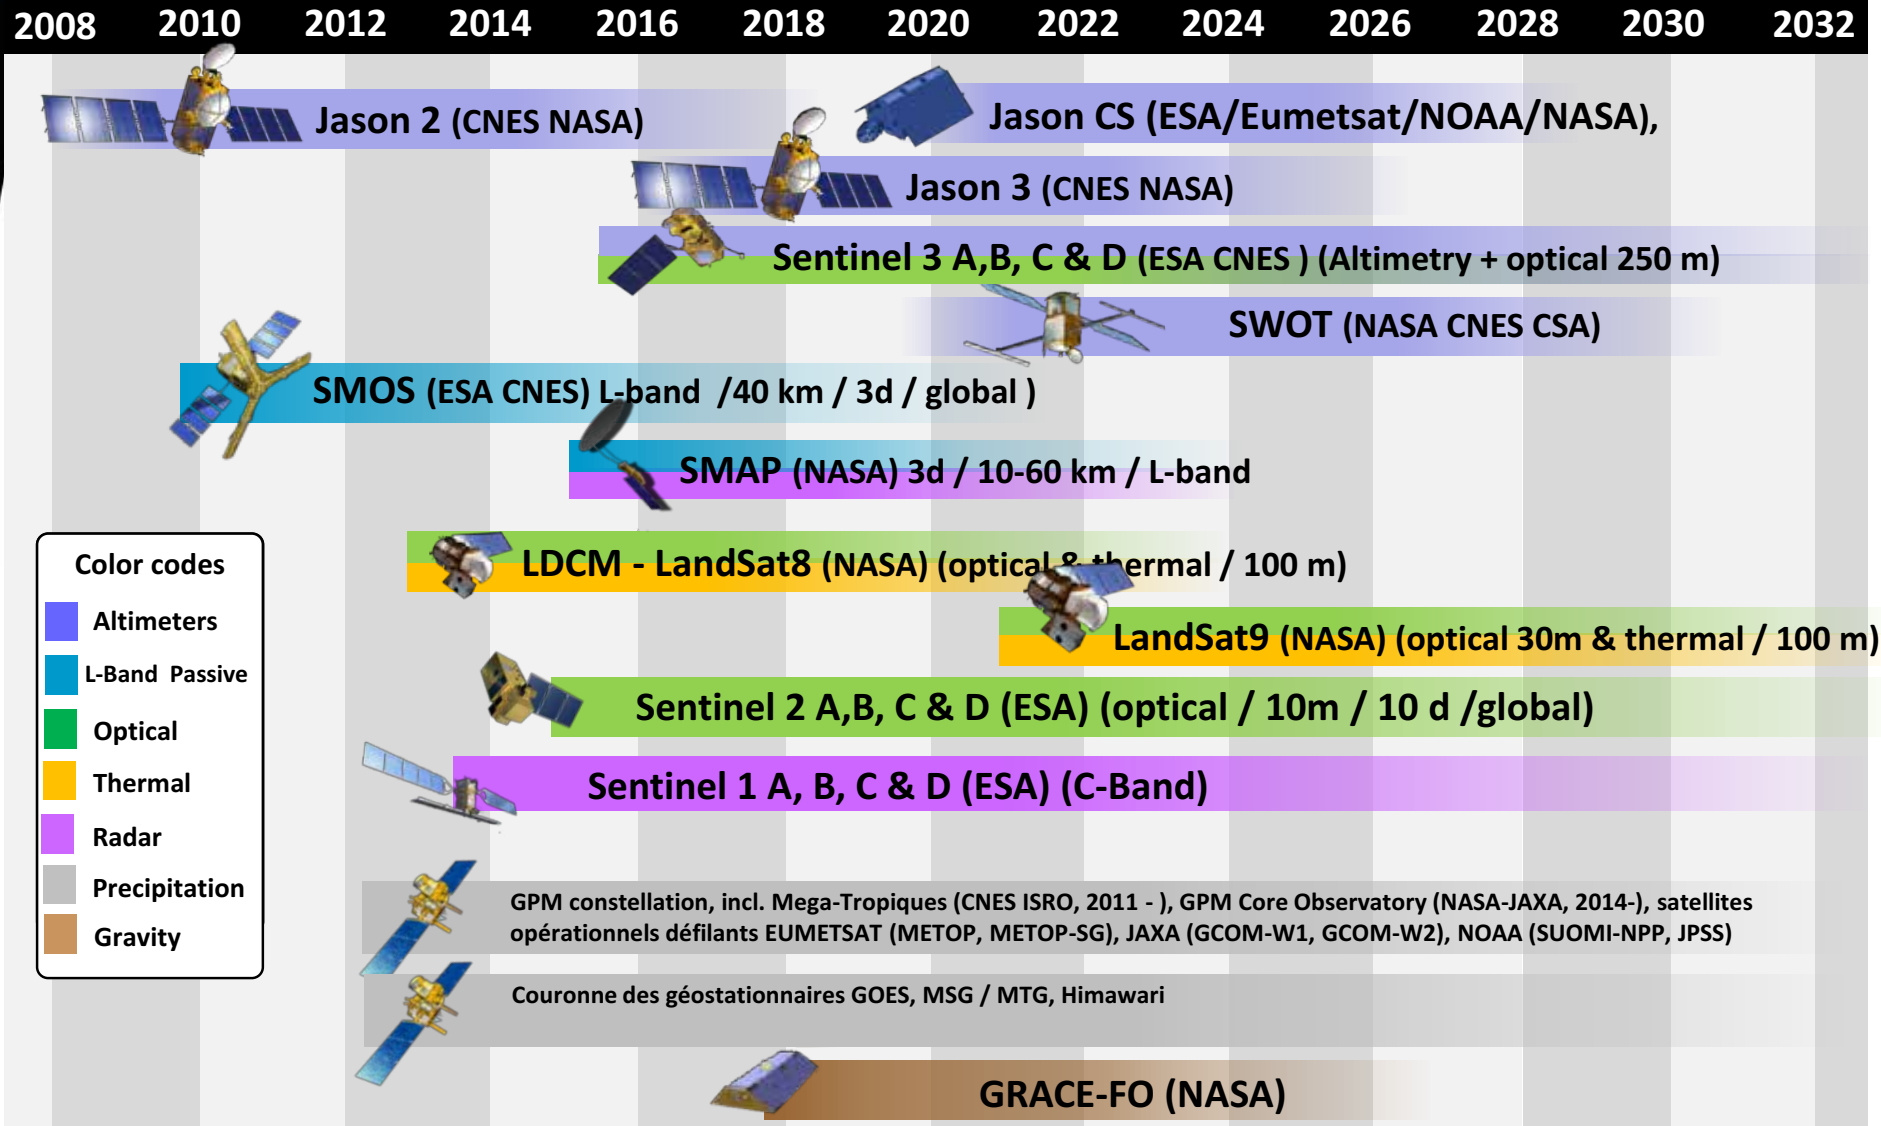 2008 2010 2012 2014 2016 2018 2020 2022 2024 2026 2028 2030 2032
Jason 2 (CNES NASA)
Jason CS (ESA/Eumetsat/NOAA/NASA),
Jason 3 (CNES NASA)
Sentinel 3 A,B, C & D (ESA CNES ) (Altimetry + optical 250 m)
SWOT (NASA CNES CSA)
SMOS (ESA CNES) L-band /40 km / 3d / global )
SMAP (NASA) 3d / 10-60 km / L-band
LDCM - LandSat8 (NASA) (optical & thermal / 100 m)
LandSat9 (NASA) (optical 30m & thermal / 100 m)
Sentinel 2 A,B, C & D (ESA) (optical / 10m / 10 d /global)
Sentinel 1 A, B, C & D (ESA) (C-Band)
GPM constellation, incl. Mega-Tropiques (CNES ISRO, 2011 - ), GPM Core Observatory (NASA-JAXA, 2014-), satellites
opérationnels défilants EUMETSAT (METOP, METOP-SG), JAXA (GCOM-W1, GCOM-W2), NOAA (SUOMI-NPP, JPSS)
Couronne des géostationnaires GOES, MSG / MTG, Himawari
GRACE-FO (NASA)
Color codes
Altimeters
L-Band Passive
Optical
Thermal
Radar
Precipitation
Gravity